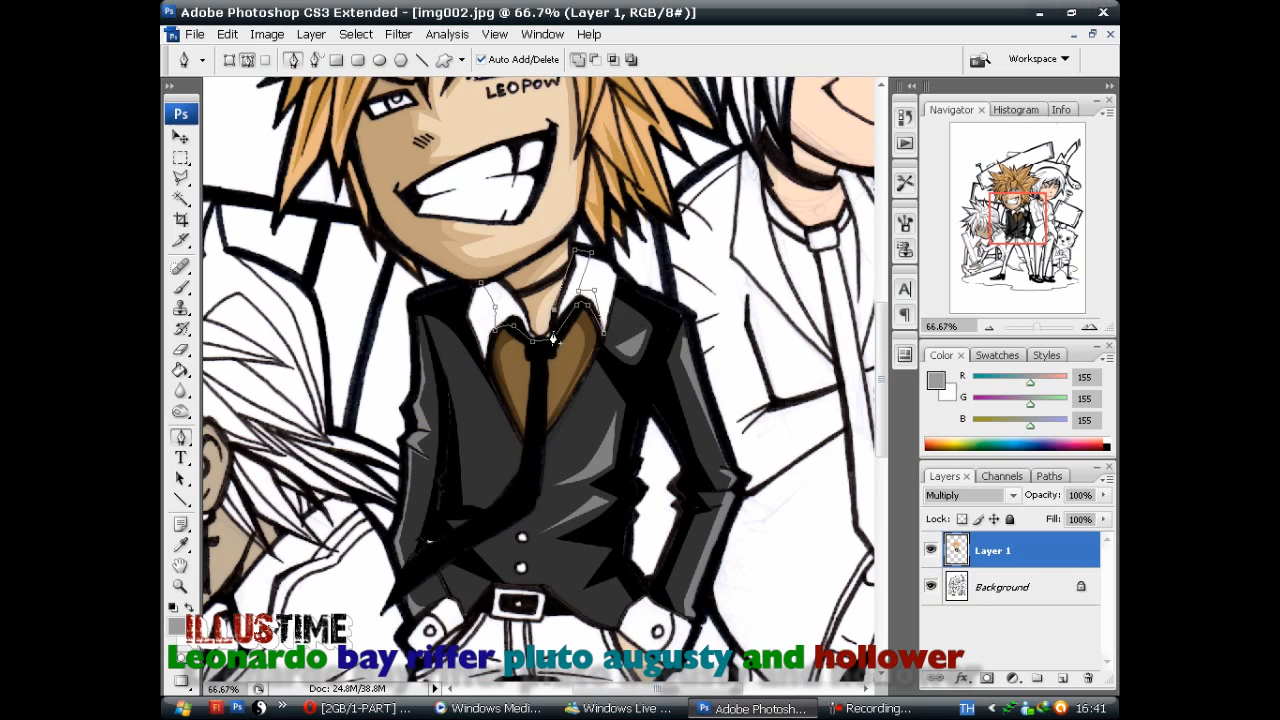 Adobe Photoshop CS3 Extended - [img002.jpg @ 66.7% (Layer 1, RGB/8#)]
File Edit Image Layer Select Filter Analysis View Window Help
Auto Add/Delete
Workspace
Ps
LEOPOW
Navigator Histogram Info
66.67%
Color Swatches Styles
R 155
G 155
B 155
Layers Channels Paths
Multiply Opacity: 100%
Lock: Fill: 100%
Layer 1
Background
ILLUSTIME
Leonardo bay riffer pluto augusty and hollower
66.67% Doc: 24.8M/38.8M
[2GB/1-PART] ... Windows Medi... Windows Live ... Adobe Photosh... Recording... TH 16:41